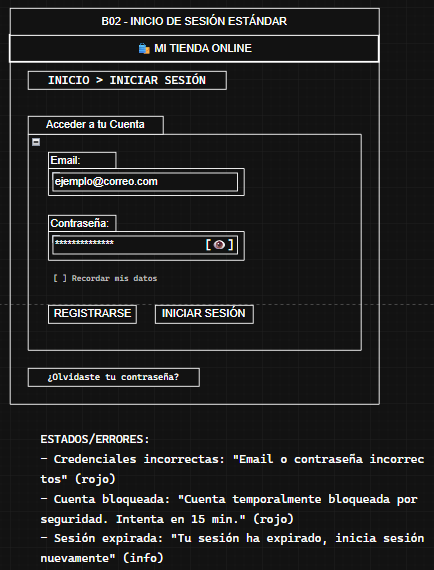 B02 - INICIO DE SESIÓN ESTÁNDAR
🛍️ MI TIENDA ONLINE
INICIO > INICIAR SESIÓN
Acceder a tu Cuenta
Email:
ejemplo@correo.com
Contraseña:
************** [👁️]
[ ] Recordar mis datos
REGISTRARSE INICIAR SESIÓN
¿Olvidaste tu contraseña?
ESTADOS/ERRORES:
- Credenciales incorrectas: "Email o contraseña incorrec
tos" (rojo)
- Cuenta bloqueada: "Cuenta temporalmente bloqueada por
seguridad. Intenta en 15 min." (rojo)
- Sesión expirada: "Tu sesión ha expirado, inicia sesión
nuevamente" (info)